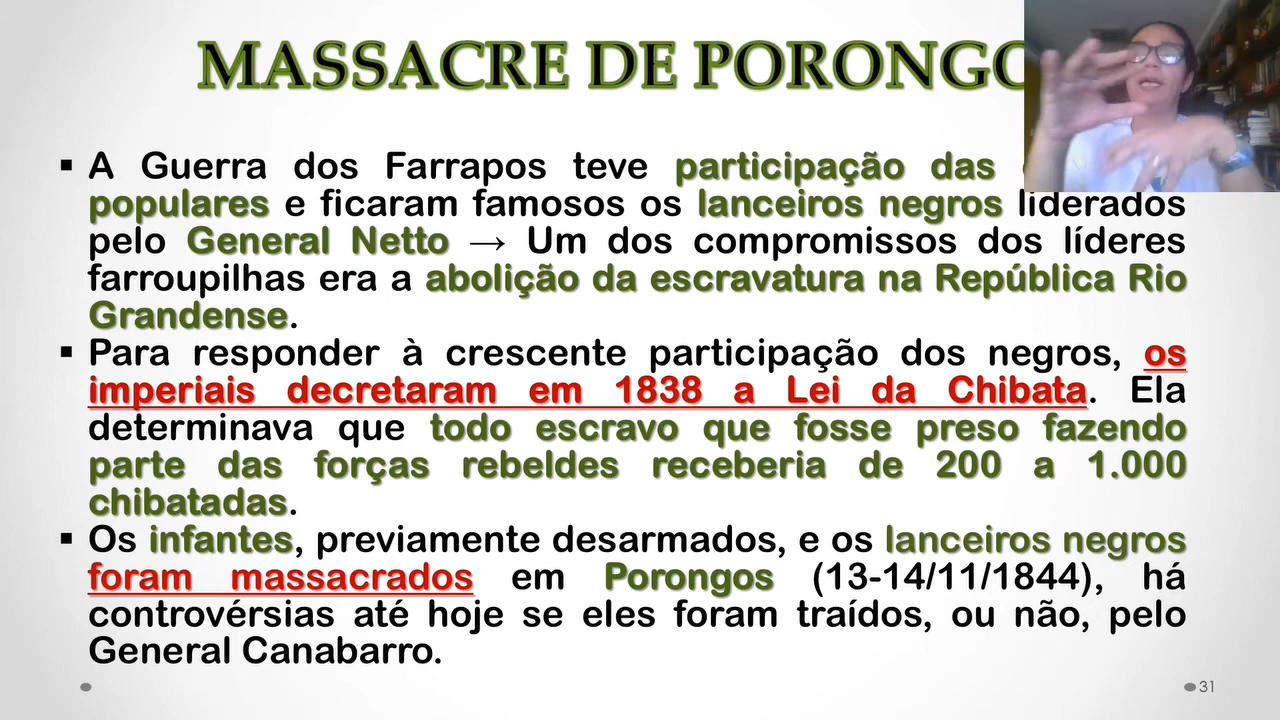 MASSACRE DE PORONGO
▪ A Guerra dos Farrapos teve participação das
populares e ficaram famosos os lanceiros negros liderados
pelo General Netto → Um dos compromissos dos líderes
farroupilhas era a abolição da escravatura na República Rio
Grandense.
▪ Para responder à crescente participação dos negros, os
imperiais decretaram em 1838 a Lei da Chibata. Ela
determinava que todo escravo que fosse preso fazendo
parte das forças rebeldes receberia de 200 a 1.000
chibatadas.
▪ Os infantes, previamente desarmados, e os lanceiros negros
foram massacrados em Porongos (13-14/11/1844), há
controvérsias até hoje se eles foram traídos, ou não, pelo
General Canabarro.
31